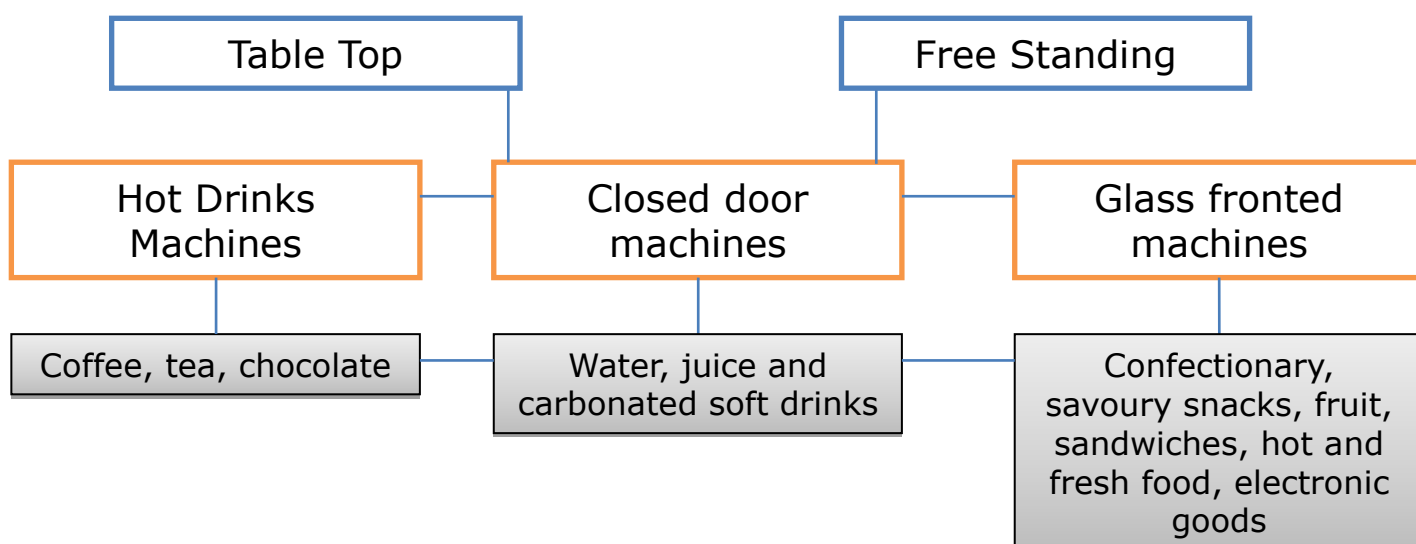 Table Top
Free Standing
Hot Drinks
Machines
Closed door
machines
Glass fronted
machines
Coffee, tea, chocolate
Water, juice and
carbonated soft drinks
Confectionary,
savoury snacks, fruit,
sandwiches, hot and
fresh food, electronic
goods